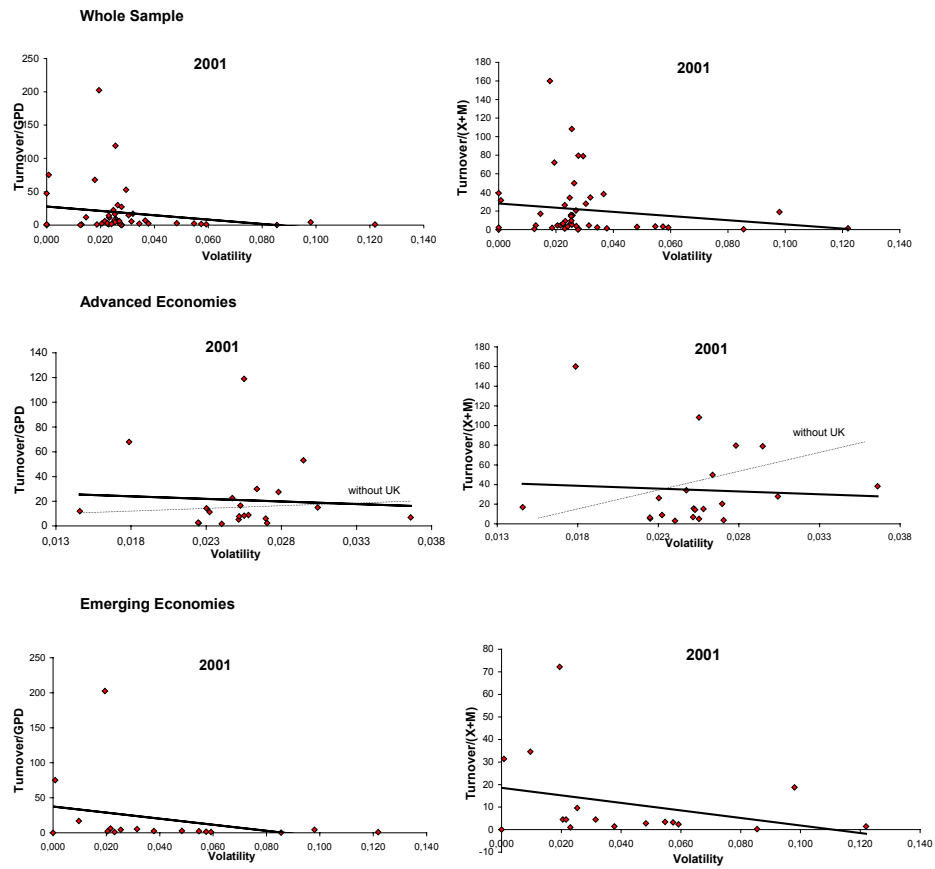 Whole Sample
2001
Turnover/GPD
250
200
150
100
50
0
0,000 0,020 0,040 0,060 0,080 0,100 0,120 0,140
Volatility
2001
Turnover/(X+M)
180
160
140
120
100
80
60
40
20
0
0,000 0,020 0,040 0,060 0,080 0,100 0,120 0,140
Volatility
Advanced Economies
2001
Turnover/GPD
140
120
100
80
60
40
20
0
without UK
0,013 0,018 0,023 0,028 0,033 0,038
Volatility
2001
Turnover/(X+M)
180
160
140
120
100
80
60
40
20
0
without UK
0,013 0,018 0,023 0,028 0,033 0,038
Volatility
Emerging Economies
2001
Turnover/GPD
250
200
150
100
50
0
0,000 0,020 0,040 0,060 0,080 0,100 0,120 0,140
Volatility
2001
Turnover/(X+M)
80
70
60
50
40
30
20
10
0
-10
0,000 0,020 0,040 0,060 0,080 0,100 0,120 0,140
Volatility